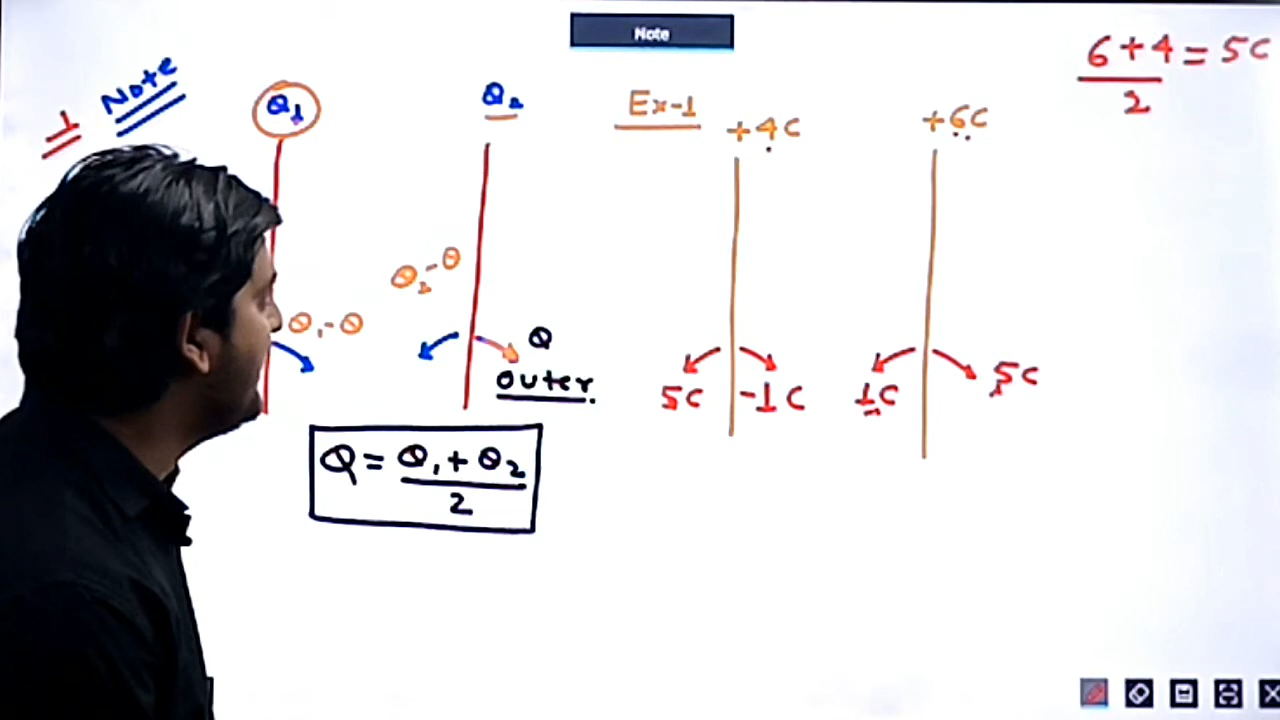 Note
6 + 4 = 5C
2
1 Note
Q1
Q2
Ex-1
+4C
+6C
Q2-Q
Q1-Q
Q
outer.
5C
-1C
1C
5C
Q = Q1 + Q2
2